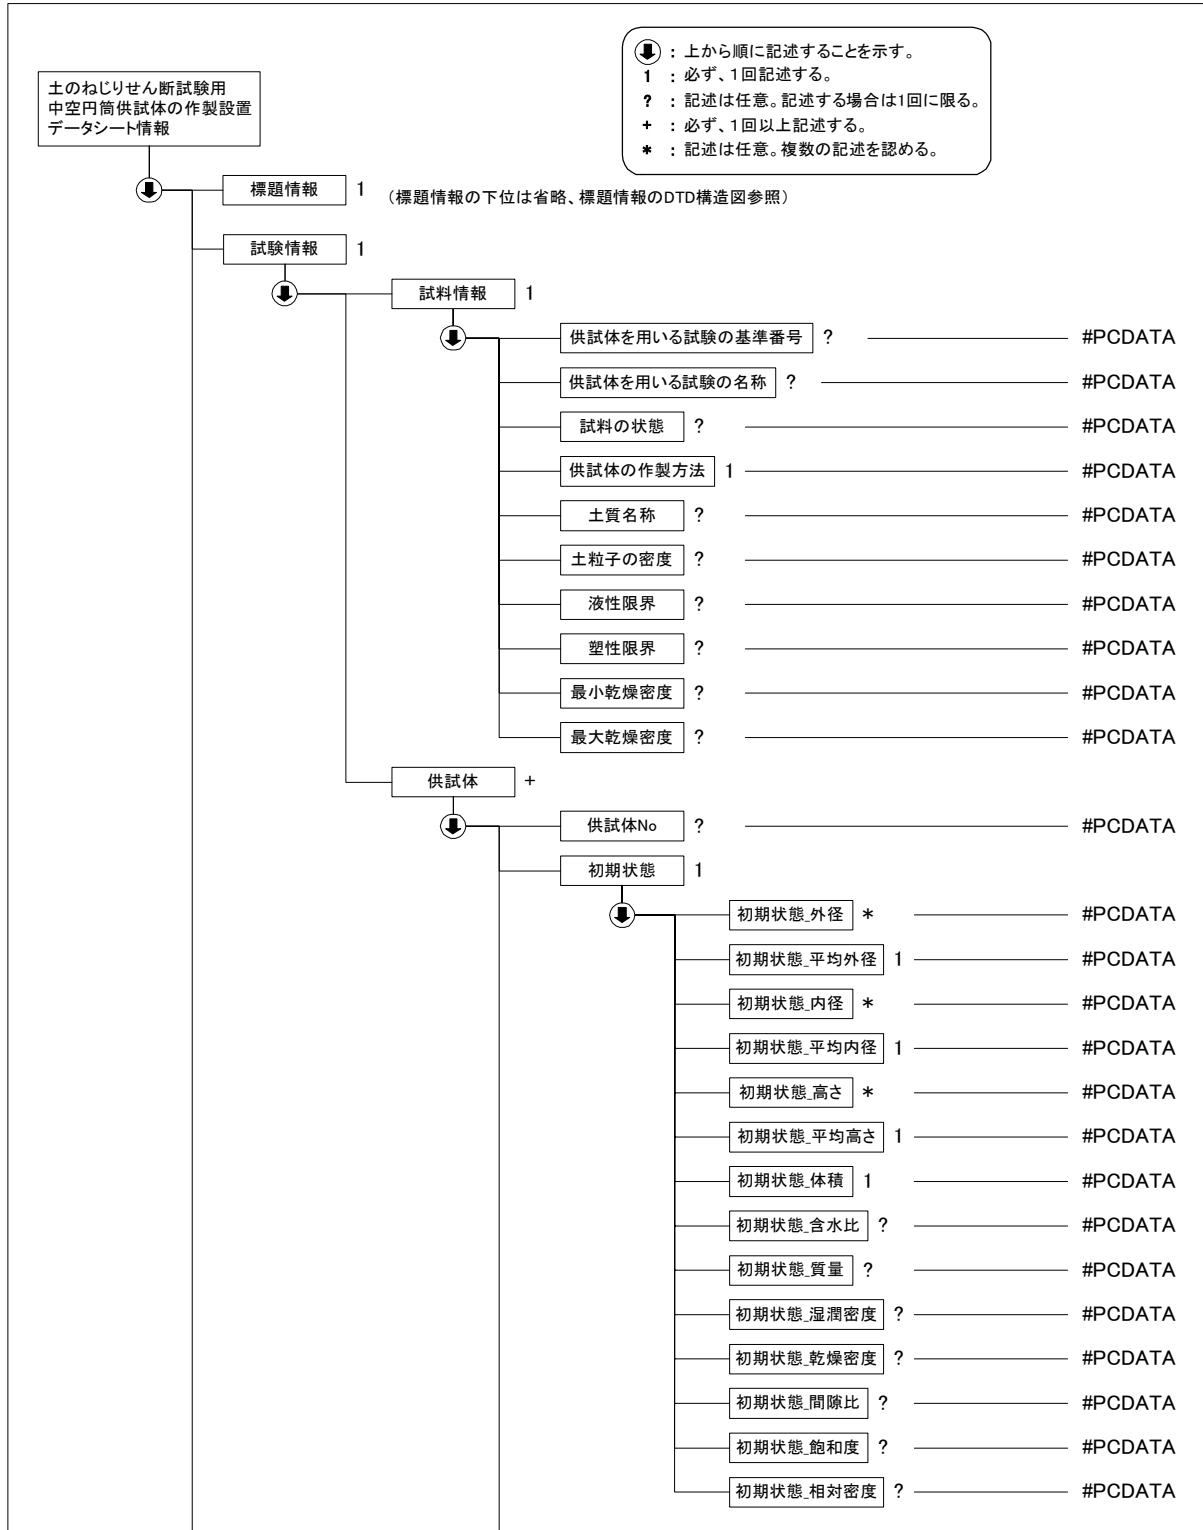 ：上から順に記述することを示す。
1 ：必ず、1回記述する。
? ：記述は任意。記述する場合は1回に限る。
+ ：必ず、1回以上記述する。
* ：記述は任意。複数の記述を認める。
土のねじりせん断試験用
中空円筒供試体の作製設置
データシート情報
標題情報 1 (標題情報の下位は省略、標題情報のDTD構造図参照)
試験情報 1
試料情報 1
供試体を用いる試験の基準番号 ? #PCDATA
供試体を用いる試験の名称 ? #PCDATA
試料の状態 ? #PCDATA
供試体の作製方法 1 #PCDATA
土質名称 ? #PCDATA
土粒子の密度 ? #PCDATA
液性限界 ? #PCDATA
塑性限界 ? #PCDATA
最小乾燥密度 ? #PCDATA
最大乾燥密度 ? #PCDATA
供試体 +
供試体No ? #PCDATA
初期状態 1
初期状態_外径 * #PCDATA
初期状態_平均外径 1 #PCDATA
初期状態_内径 * #PCDATA
初期状態_平均内径 1 #PCDATA
初期状態_高さ * #PCDATA
初期状態_平均高さ 1 #PCDATA
初期状態_体積 1 #PCDATA
初期状態_含水比 ? #PCDATA
初期状態_質量 ? #PCDATA
初期状態_湿潤密度 ? #PCDATA
初期状態_乾燥密度 ? #PCDATA
初期状態_間隙比 ? #PCDATA
初期状態_飽和度 ? #PCDATA
初期状態_相対密度 ? #PCDATA